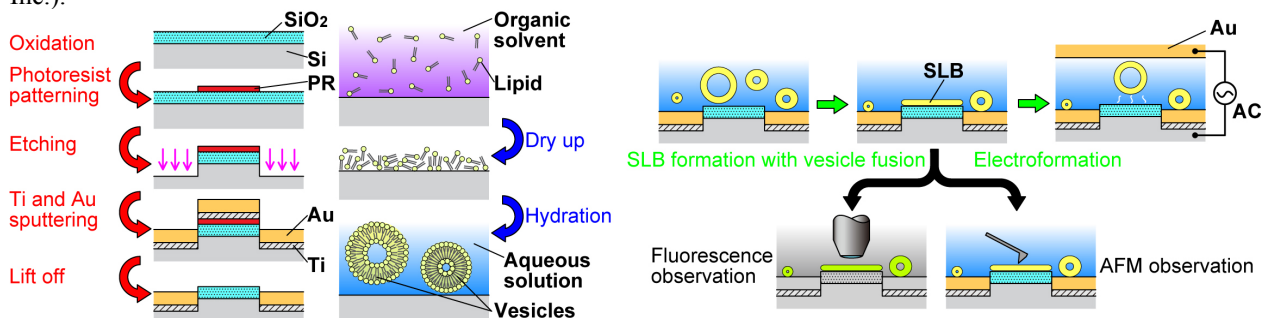 Inc.).
Oxidation
Photoresist
patterning
Etching
Ti and Au
sputtering
Lift off
SiO2
Si
PR
Au
Ti
Organic
solvent
Lipid
Dry up
Hydration
Aqueous
solution
Vesicles
SLB
Au
AC
SLB formation with vesicle fusion
Electroformation
Fluorescence
observation
AFM observation